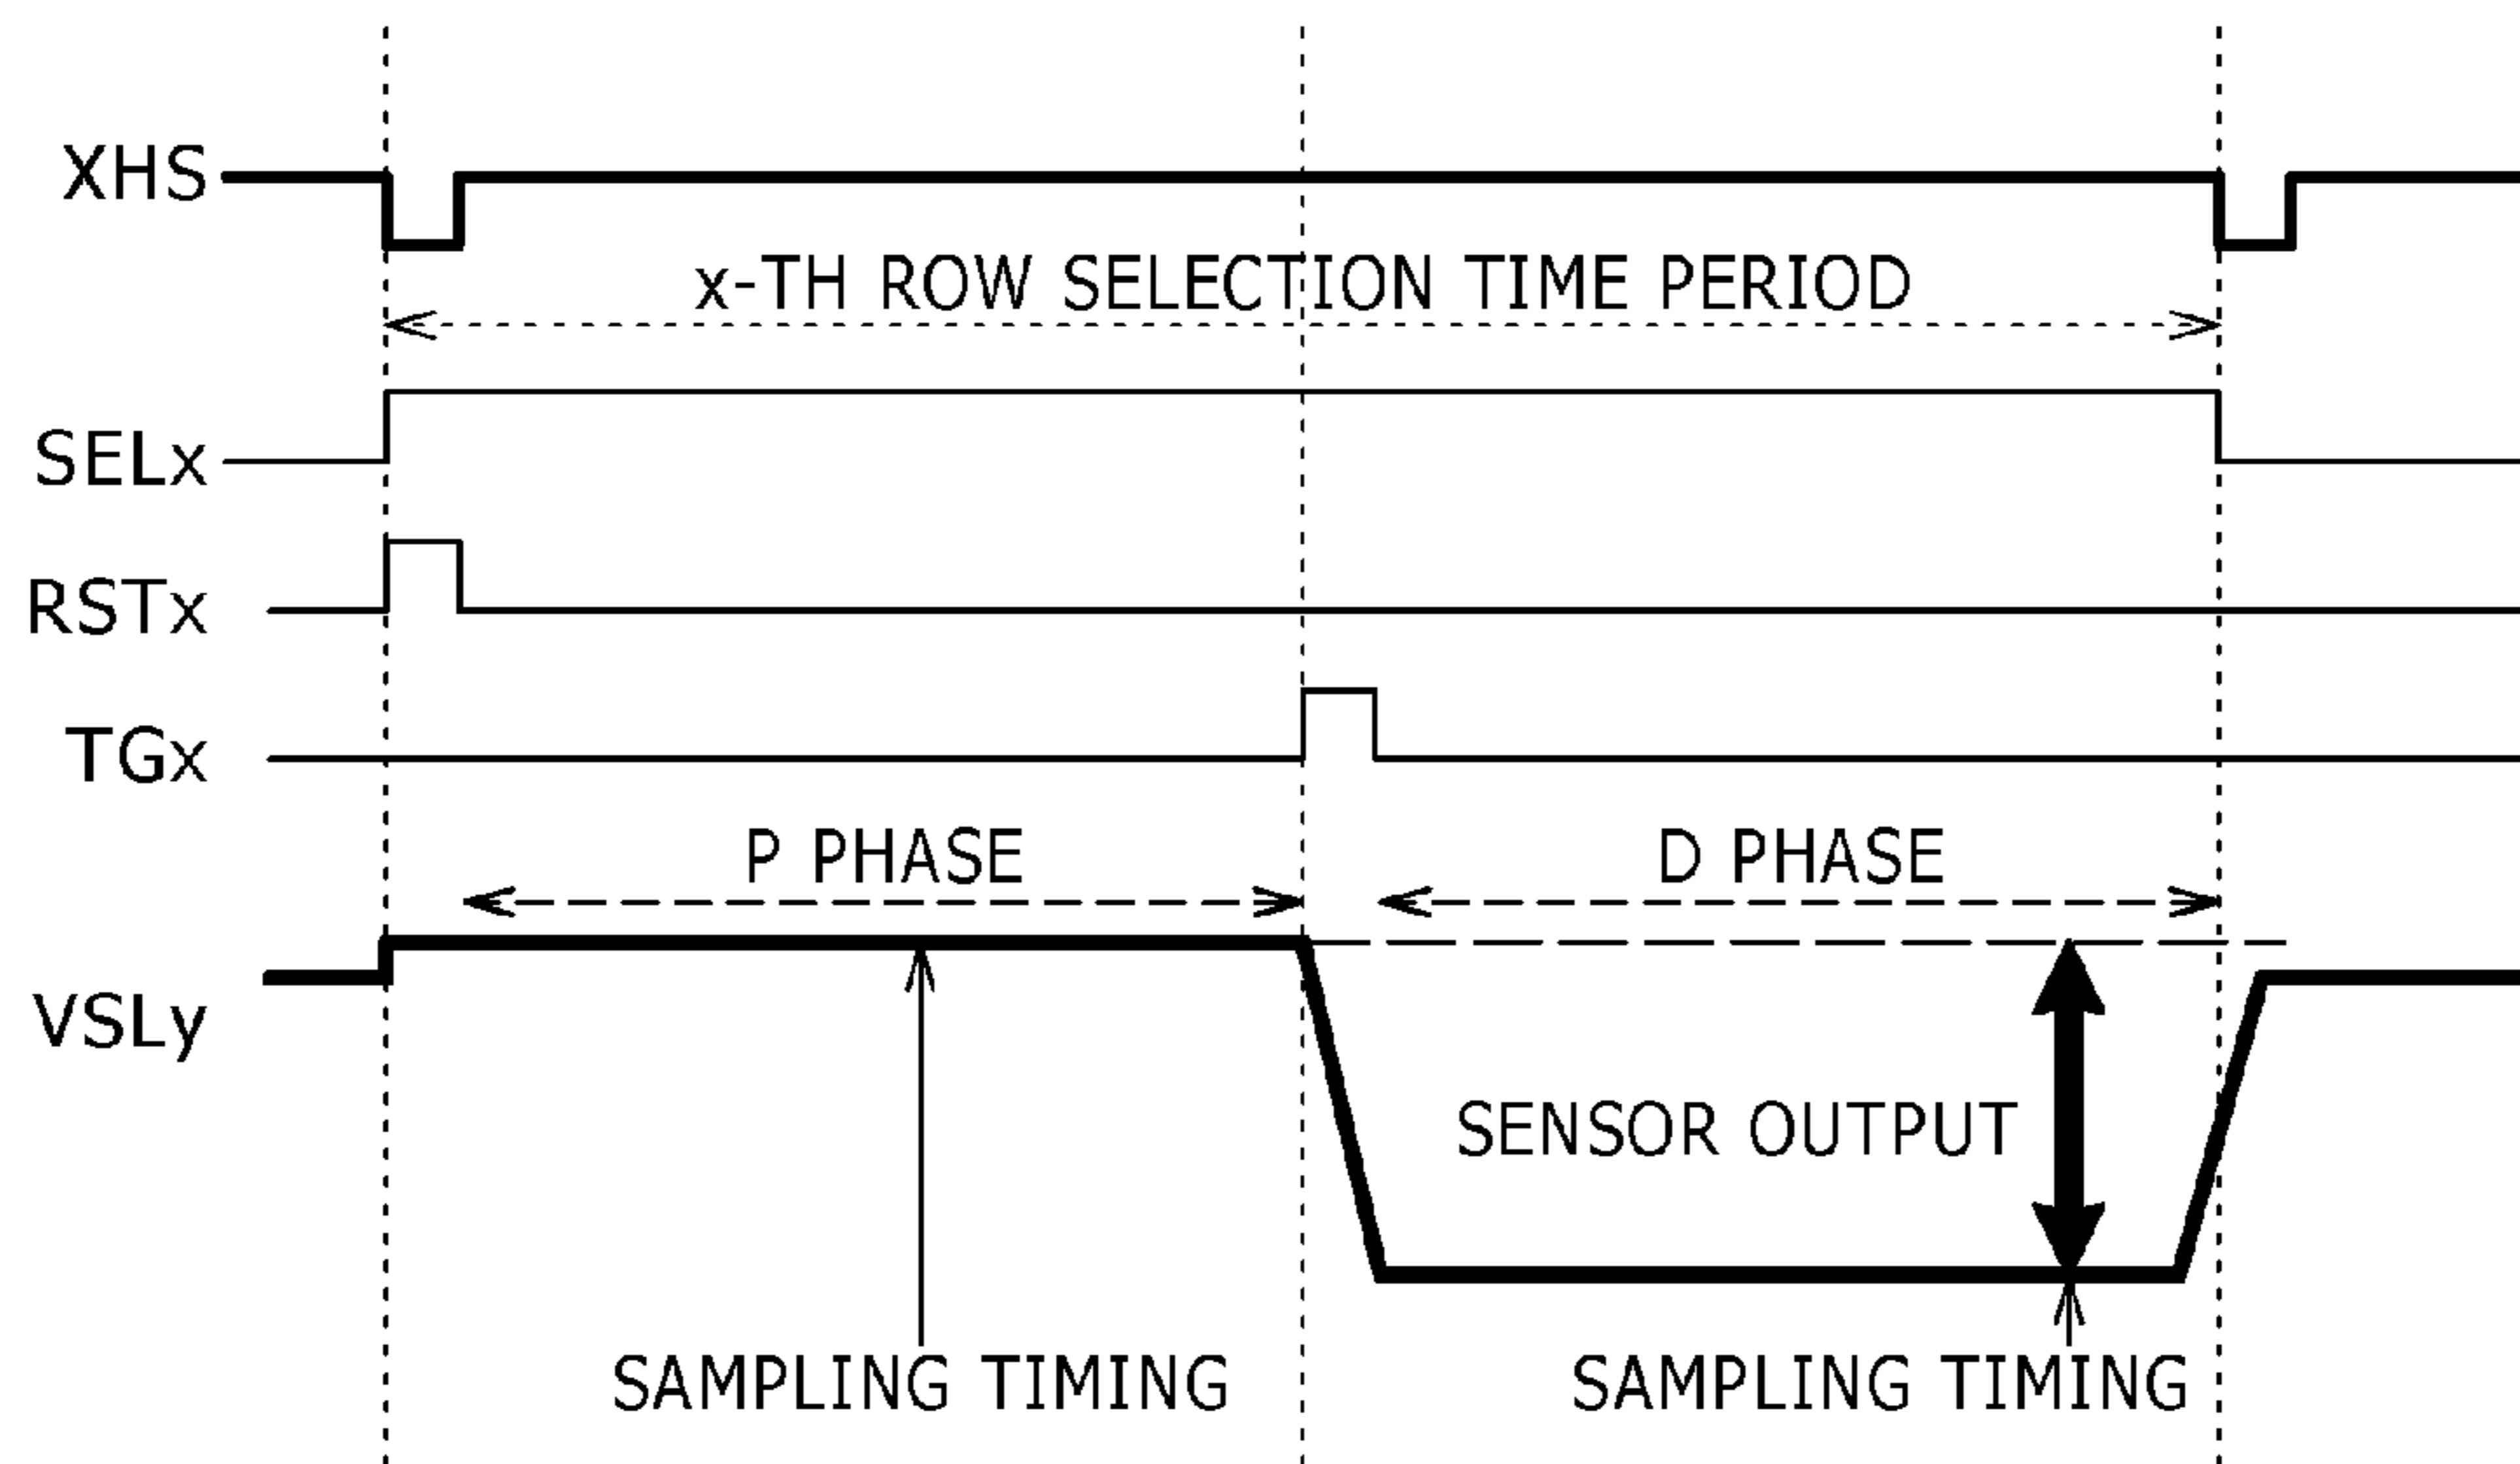 XHS
x-TH ROW SELECTION TIME PERIOD
SELx
RSTx
TGx
P PHASE
D PHASE
VSLy
SENSOR OUTPUT
SAMPLING TIMING
SAMPLING TIMING